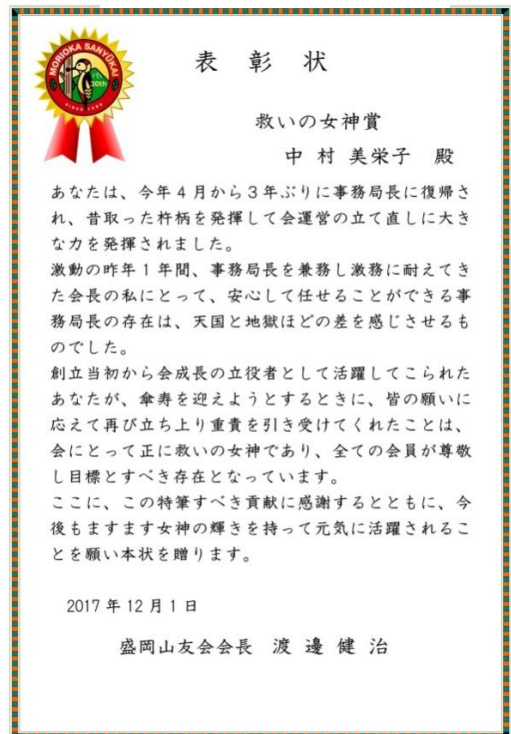 MORIOKA SANYŪKAI
30th
表 彰 状
救いの女神賞
中 村 美栄子 殿
あなたは、今年4月から3年ぶりに事務局長に復帰さ
れ、昔取った杵柄を発揮して会運営の立て直しに大き
な力を発揮されました。
激動の昨年1年間、事務局長を兼務し激務に耐えてき
た会長の私にとって、安心して任せることができる事
務局長の存在は、天国と地獄ほどの差を感じさせるも
のでした。
創立当初から会成長の立役者として活躍してこられた
あなたが、傘寿を迎えようとするときに、皆の願いに
応えて再び立ち上り重責を引き受けてくれたことは、
会にとって正に救いの女神であり、全ての会員が尊敬
し目標とすべき存在となっています。
ここに、この特筆すべき貢献に感謝するとともに、今
後もますます女神の輝きを持って元気に活躍されるこ
とを願い本状を贈ります。
2017年12月1日
盛岡山友会会長 渡 邉 健 治